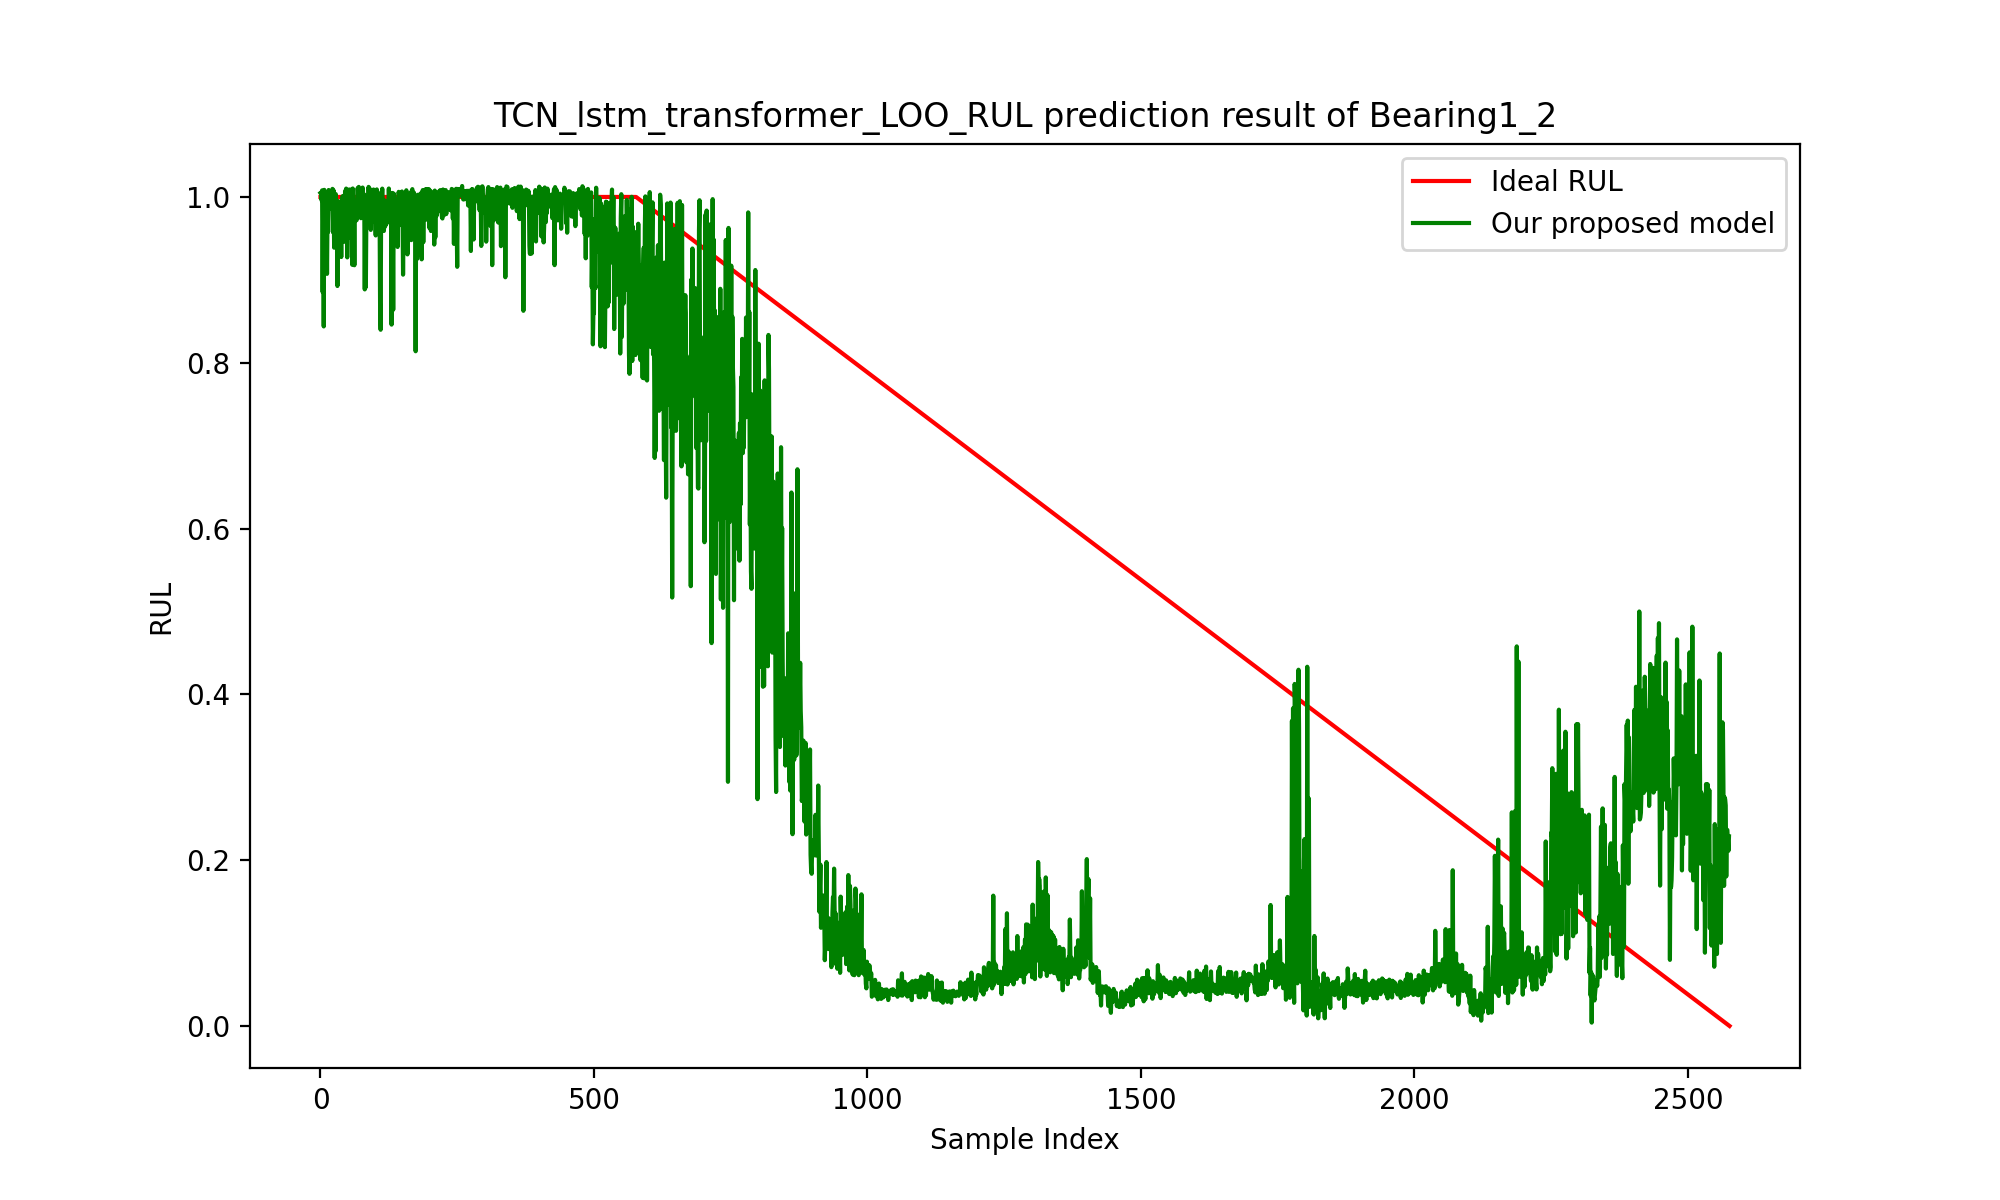 TCN_lstm_transformer_LOO_RUL prediction result of Bearing1_2
Ideal RUL
Our proposed model
1.0
0.8
0.6
0.4
0.2
0.0
RUL
0 500 1000 1500 2000 2500
Sample Index